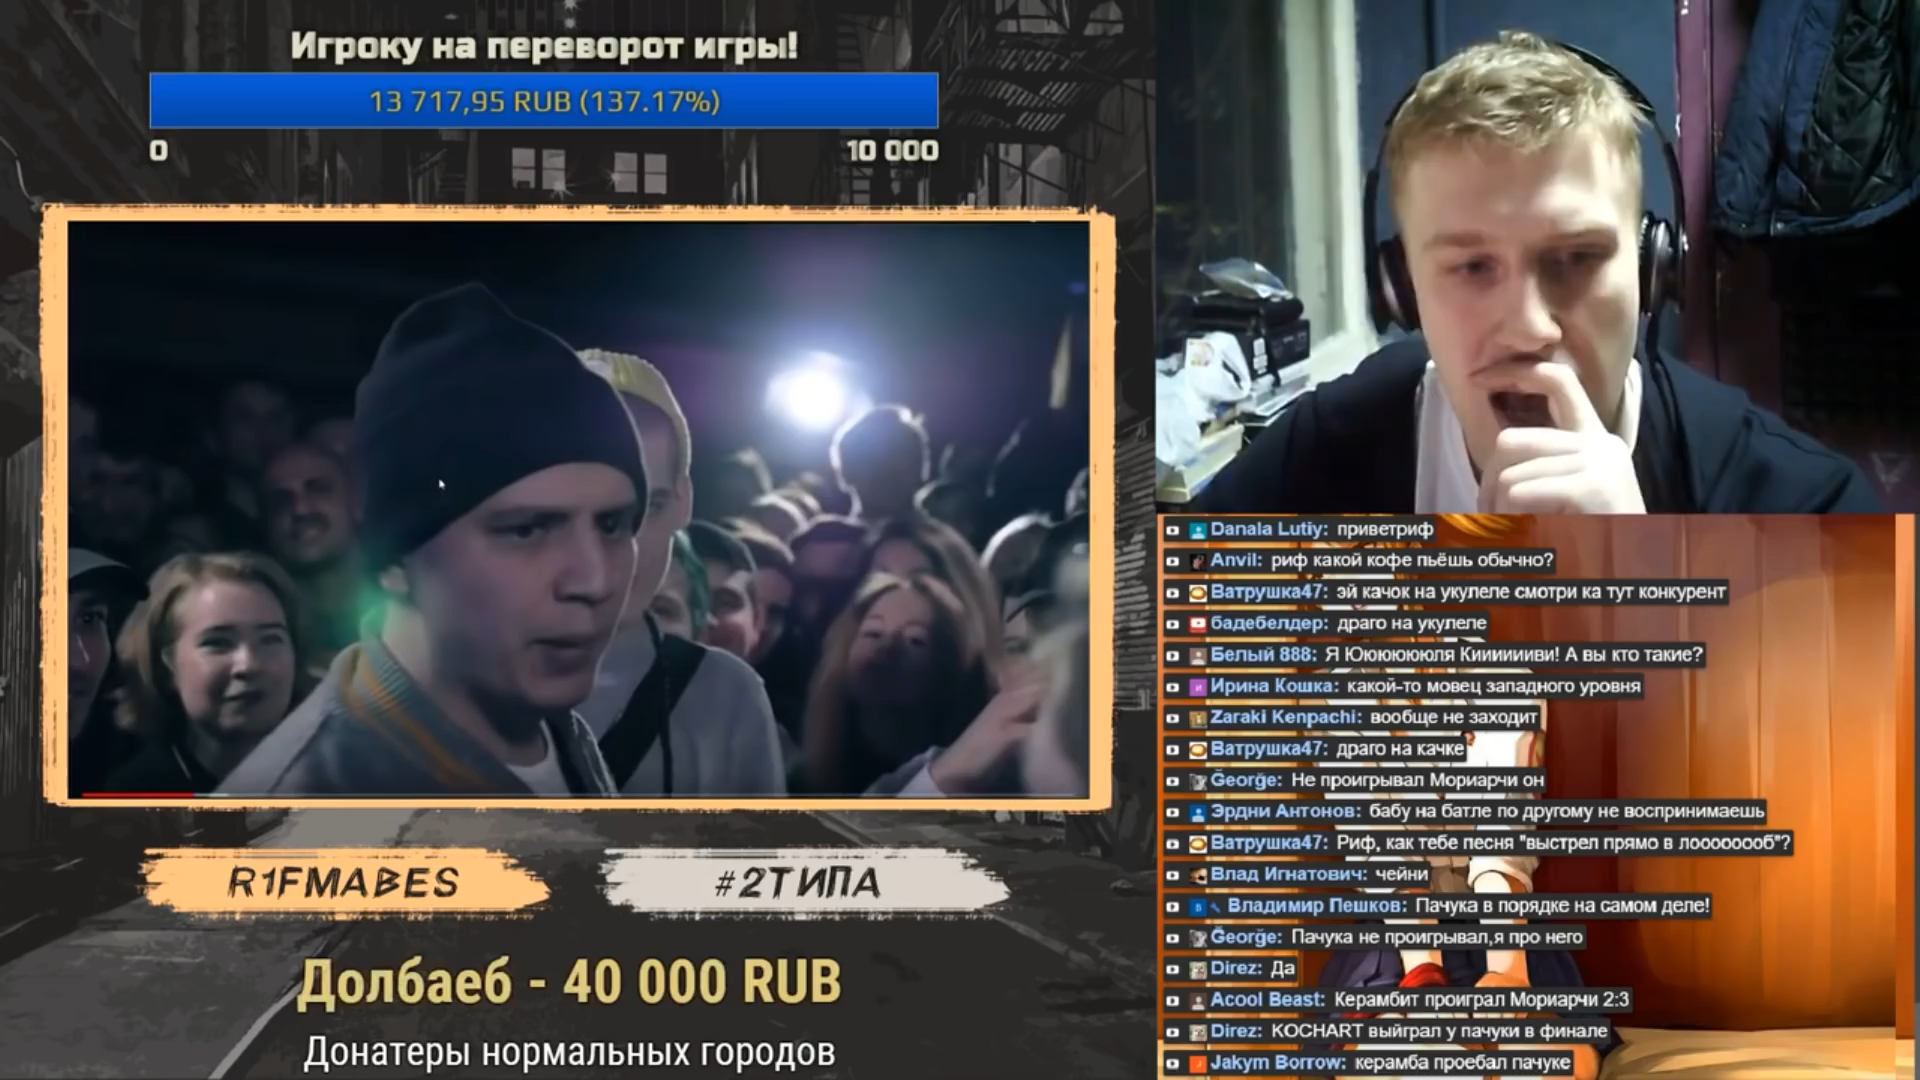 Игроку на переворот игры!
13 717,95 RUB (137.17%)
0
10 000
R1FMABES
#2ТИПА
Долбаеб - 40 000 RUB
Донатеры нормальных городов
Danala Lutiy: приветриф
Anvil: риф какой кофе пьёшь обычно?
Ватрушка47: эй качок на укулеле смотри ка тут конкурент
бадебелдер: драго на укулеле
Белый 888: Я Ююююююля Киииииви! А вы кто такие?
Ирина Кошка: какой-то мовец западного уровня
Zaraki Kenpachi: вообще не заходит
Ватрушка47: драго на качке
Ğeorğe: Не проигрывал Мориарчи он
Эрдни Антонов: бабу на батле по другому не воспринимаешь
Ватрушка47: Риф, как тебе песня "выстрел прямо в лооооооб"?
Влад Игнатович: чейни
Владимир Пешков: Пачука в порядке на самом деле!
Ğeorğe: Пачука не проигрывал,я про него
Direz: Да
Acool Beast: Керамбит проиграл Мориарчи 2:3
Direz: KOCHART выйграл у пачуки в финале
Jakym Borrow: керамба проебал пачуке